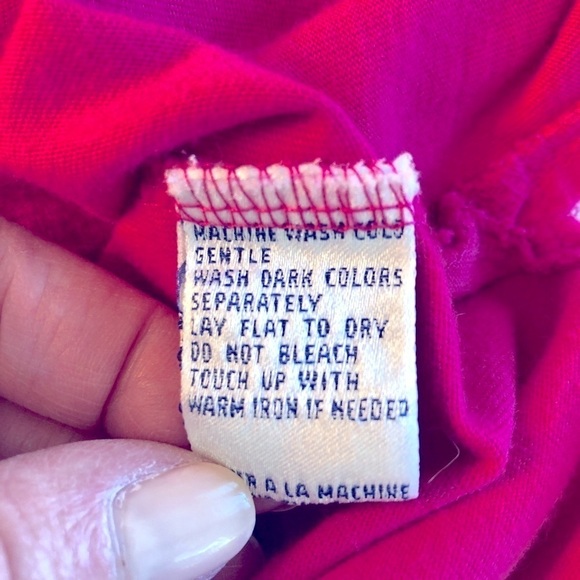 MACHINE WASH COLD
GENTLE
WASH DARK COLORS
SEPARATELY
LAY FLAT TO DRY
DO NOT BLEACH
TOUCH UP WITH
WARM IRON IF NEEDED
A LA MACHINE